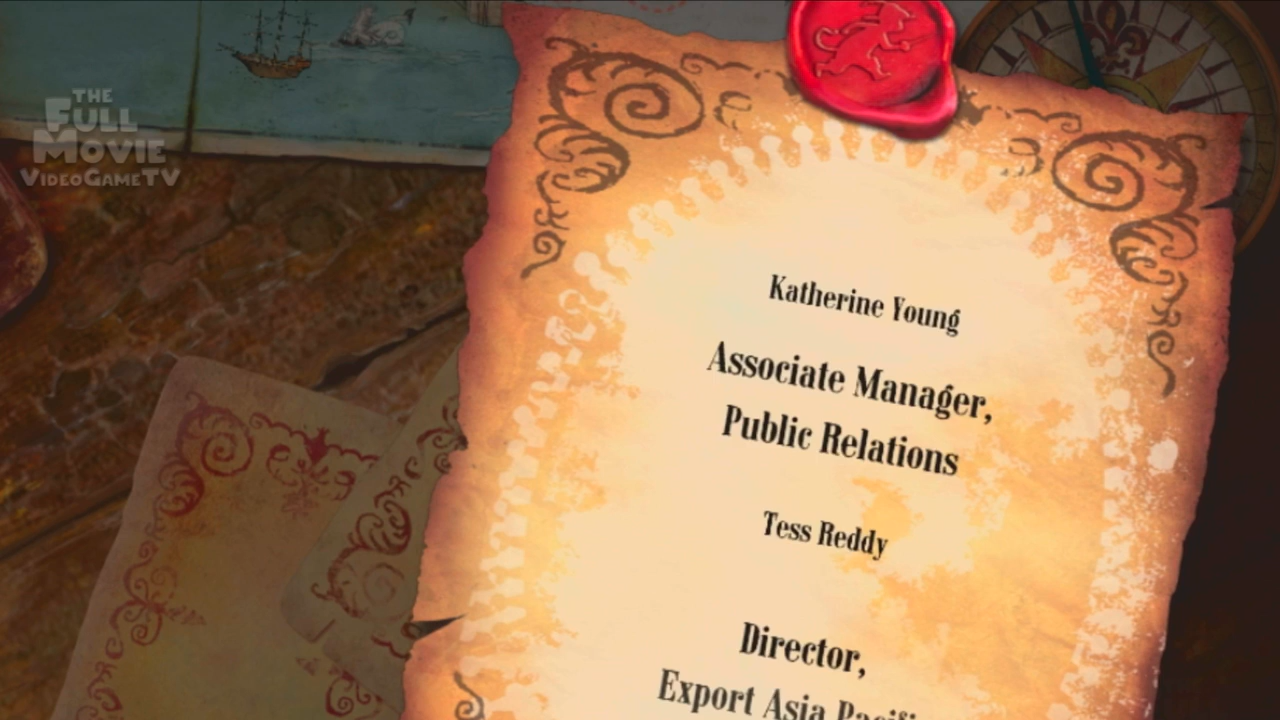 THE
FULL
MOVIE
VIDEOGAMETV
Katherine Young
Associate Manager,
Public Relations
Tess Reddy
Director,
Export Asia